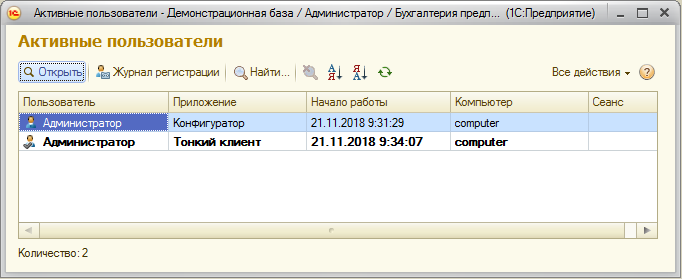 Активные пользователи - Демонстрационная база / Администратор / Бухгалтерия предп... (1С:Предприятие)
Активные пользователи
Открыть Журнал регистрации Найти... Все действия
Пользователь Приложение Начало работы Компьютер Сеанс
Администратор Конфигуратор 21.11.2018 9:31:29 computer
Администратор Тонкий клиент 21.11.2018 9:34:07 computer
Количество: 2